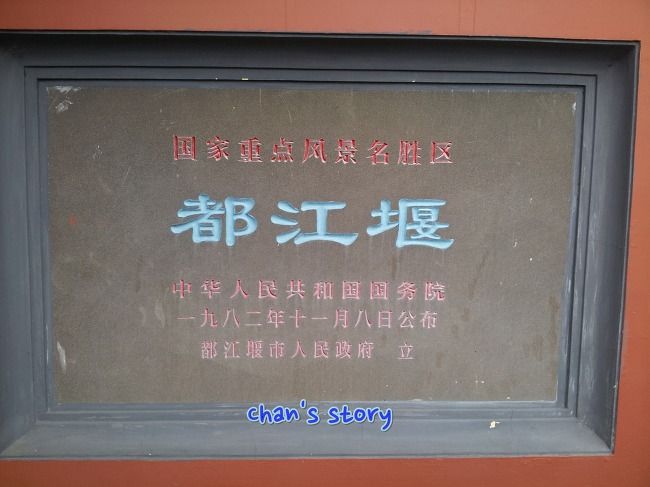 国家重点风景名胜区
都江堰
中华人民共和国国务院
一九八二年十一月八日公布
都江堰市人民政府 立
chan's story